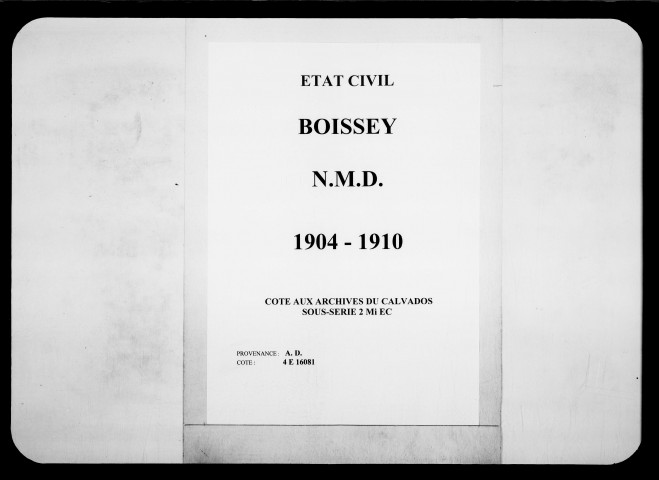 ETAT CIVIL
BOISSEY
N.M.D.
1904 - 1910
COTE AUX ARCHIVES DU CALVADOS
SOUS-SERIE 2 Mi EC
PROVENANCE : A. D.
COTE : 4 E 16081